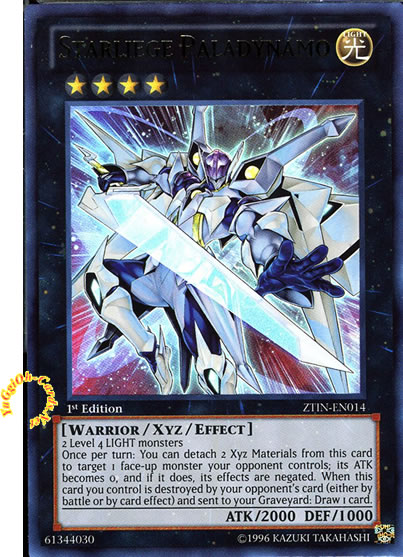 STARLIEGE PALADYNAMO
LIGHT
光
1st Edition
ZTIN-EN014
[WARRIOR / XYZ / EFFECT]
2 Level 4 LIGHT monsters
Once per turn: You can detach 2 Xyz Materials from this card
to target 1 face-up monster your opponent controls; its ATK
becomes 0, and if it does, its effects are negated. When this
card you control is destroyed by your opponent's card (either by
battle or by card effect) and sent to your Graveyard: Draw 1 card.
ATK/2000 DEF/1000
61344030
©1996 KAZUKI TAKAHASHI